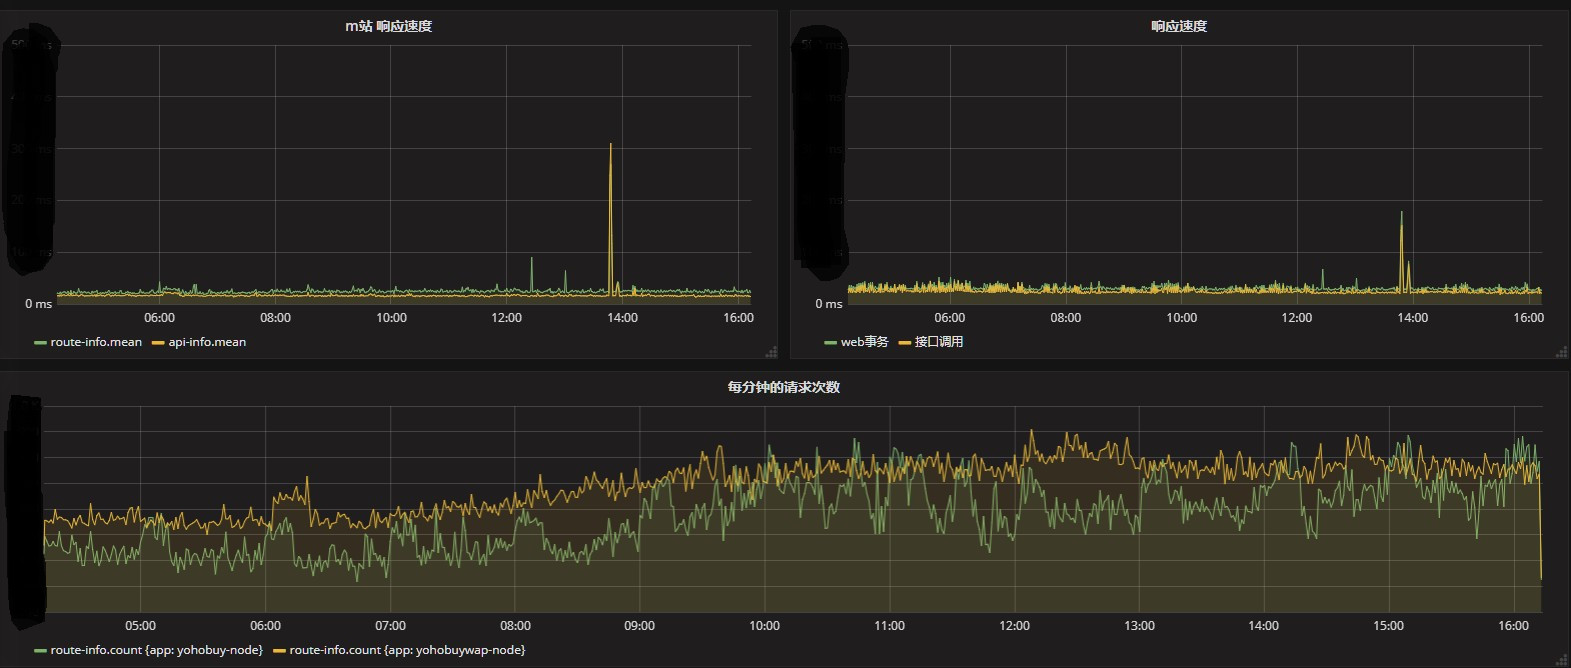 m站 响应速度
0 ms
06:00 08:00 10:00 12:00 14:00 16:00
route-info.mean api-info.mean
响应速度
0 ms
06:00 08:00 10:00 12:00 14:00 16:00
web事务 接口调用
每分钟的请求次数
05:00 06:00 07:00 08:00 09:00 10:00 11:00 12:00 13:00 14:00 15:00 16:00
route-info.count {app: yohobuy-node} route-info.count {app: yohobuywap-node}